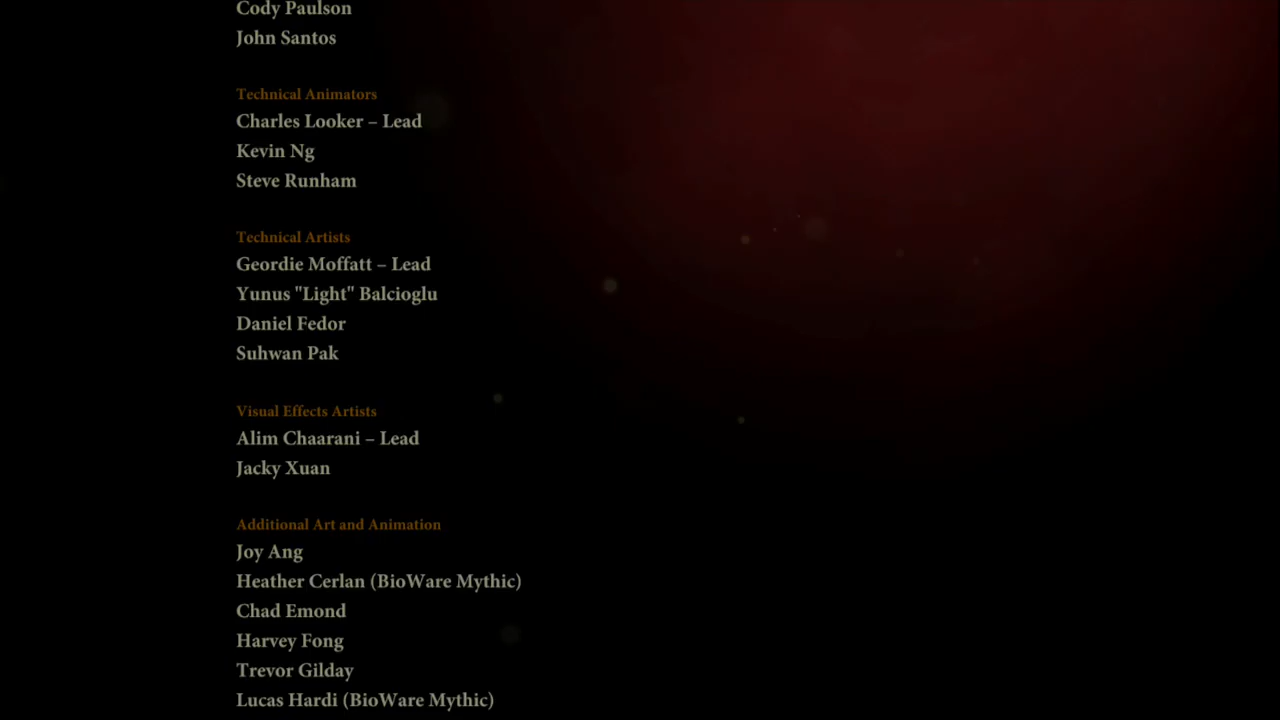 Cody Paulson
John Santos
Technical Animators
Charles Looker – Lead
Kevin Ng
Steve Runham
Technical Artists
Geordie Moffatt – Lead
Yunus "Light" Balcioglu
Daniel Fedor
Suhwan Pak
Visual Effects Artists
Alim Chaarani – Lead
Jacky Xuan
Additional Art and Animation
Joy Ang
Heather Cerlan (BioWare Mythic)
Chad Emond
Harvey Fong
Trevor Gilday
Lucas Hardi (BioWare Mythic)